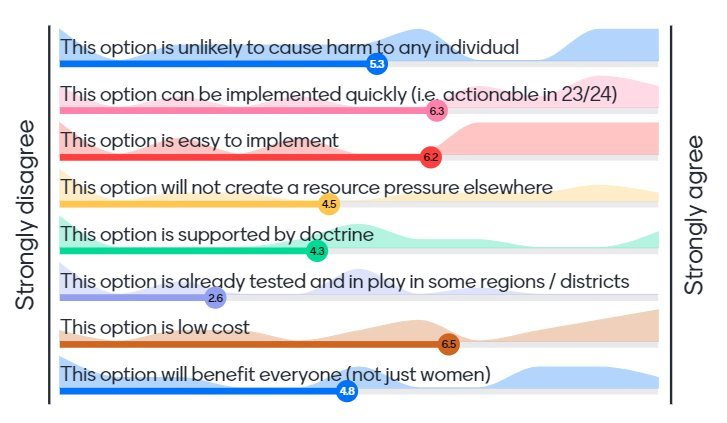 Strongly disagree
This option is unlikely to cause harm to any individual
5.3
This option can be implemented quickly (i.e. actionable in 23/24)
6.3
This option is easy to implement
6.2
This option will not create a resource pressure elsewhere
4.5
This option is supported by doctrine
4.3
This option is already tested and in play in some regions / districts
2.6
This option is low cost
6.5
This option will benefit everyone (not just women)
4.8
Strongly agree